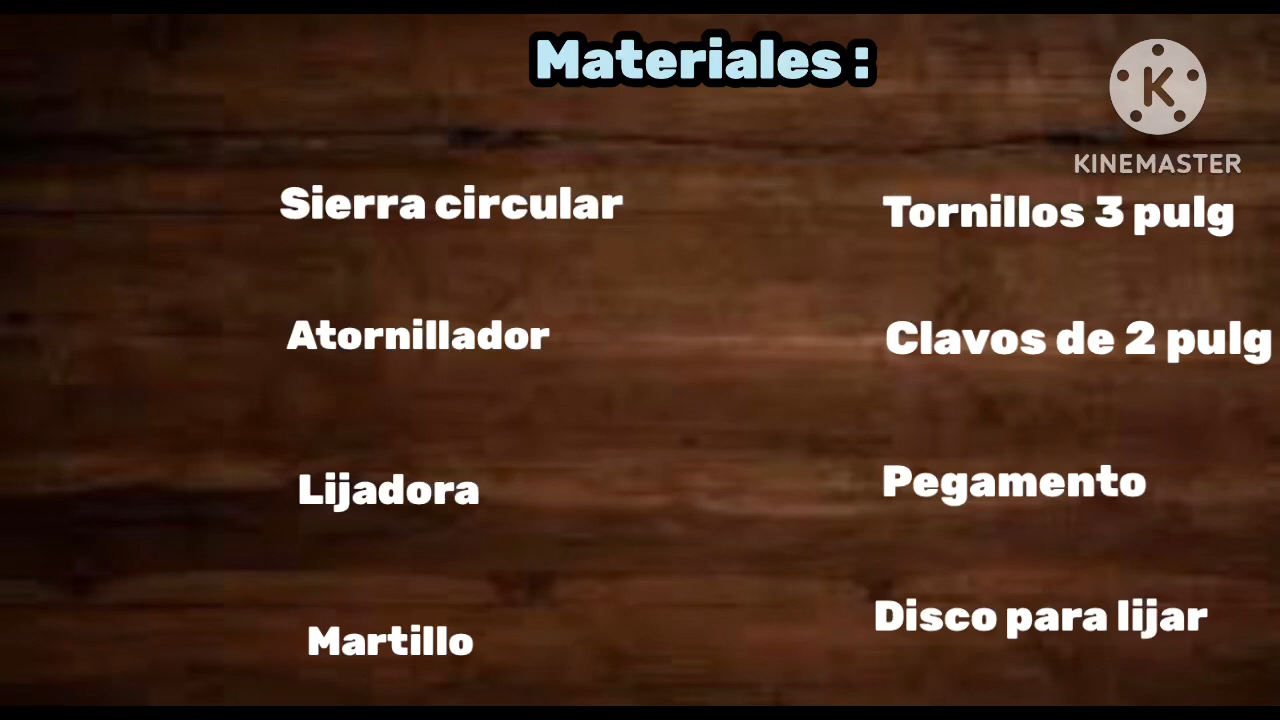 Materiales :
K
KINEMASTER
Sierra circular
Tornillos 3 pulg
Atornillador
Clavos de 2 pulg
Lijadora
Pegamento
Martillo
Disco para lijar